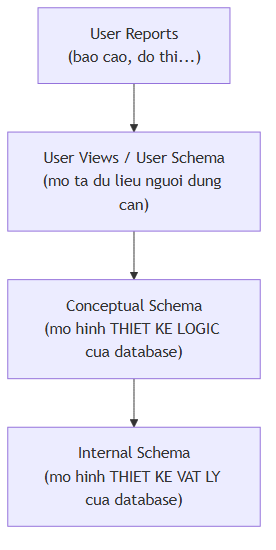 User Reports
(bao cao, do thi...)
User Views / User Schema
(mo ta du lieu nguoi dung
can)
Conceptual Schema
(mo hinh THIET KE LOGIC
cua database)
Internal Schema
(mo hinh THIET KE VAT LY
cua database)